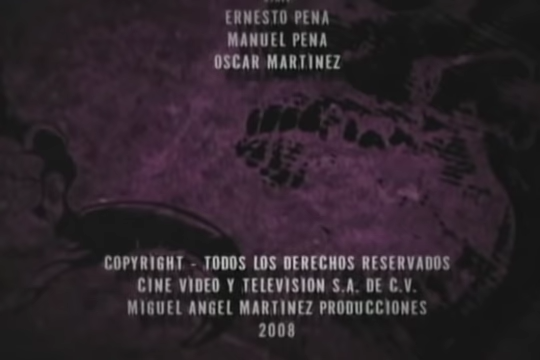 ERNESTO PENA
MANUEL PENA
OSCAR MARTINEZ
COPYRIGHT - TODOS LOS DERECHOS RESERVADOS
CINE VIDEO Y TELEVISION S.A. DE C.V.
MIGUEL ANGEL MARTINEZ PRODUCCIONES
2008